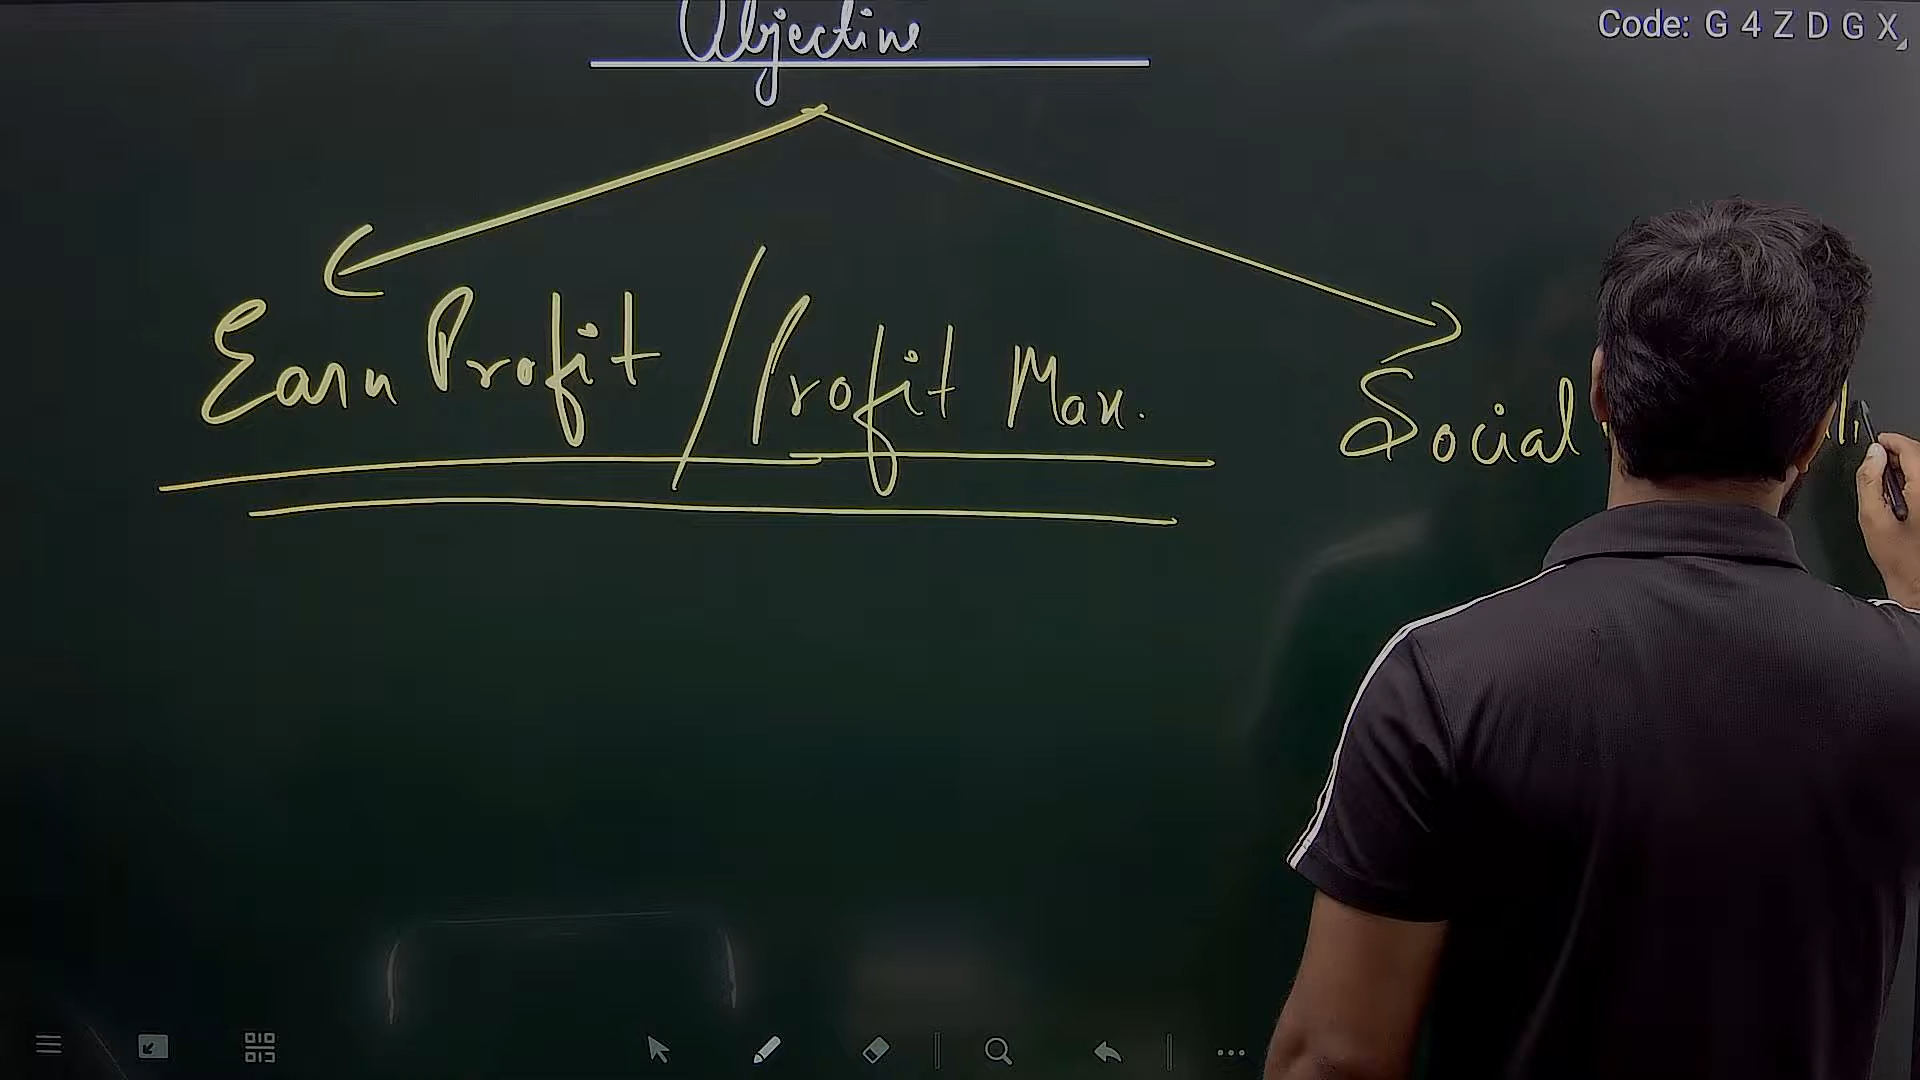 Code: G 4 Z D G X
Objective
Earn Profit / Profit Max.
Social